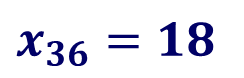 x₃₆ = 18